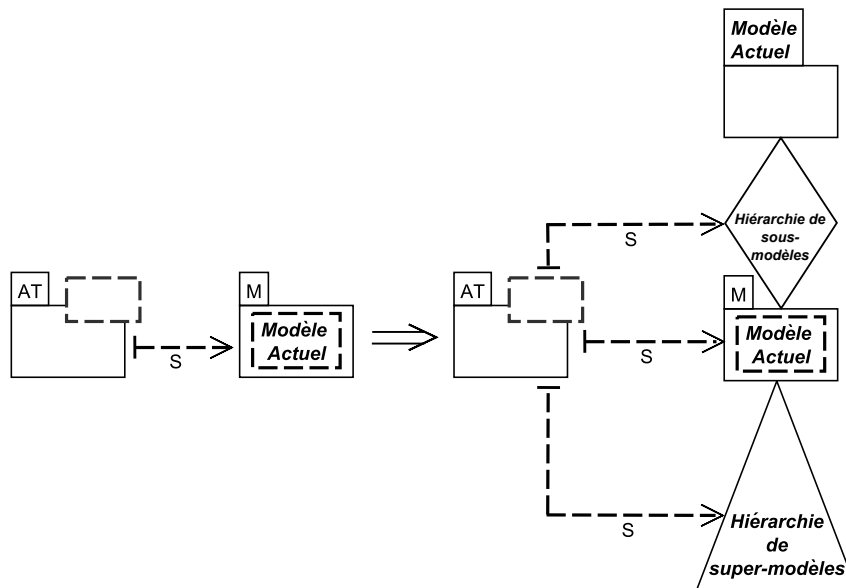 Modèle
Actuel
Hiérarchie de
sous-
modèles
S
AT
M
AT
M
Modèle
Actuel
Modèle
Actuel
S
S
S
Hiérarchie
de
super-modèles